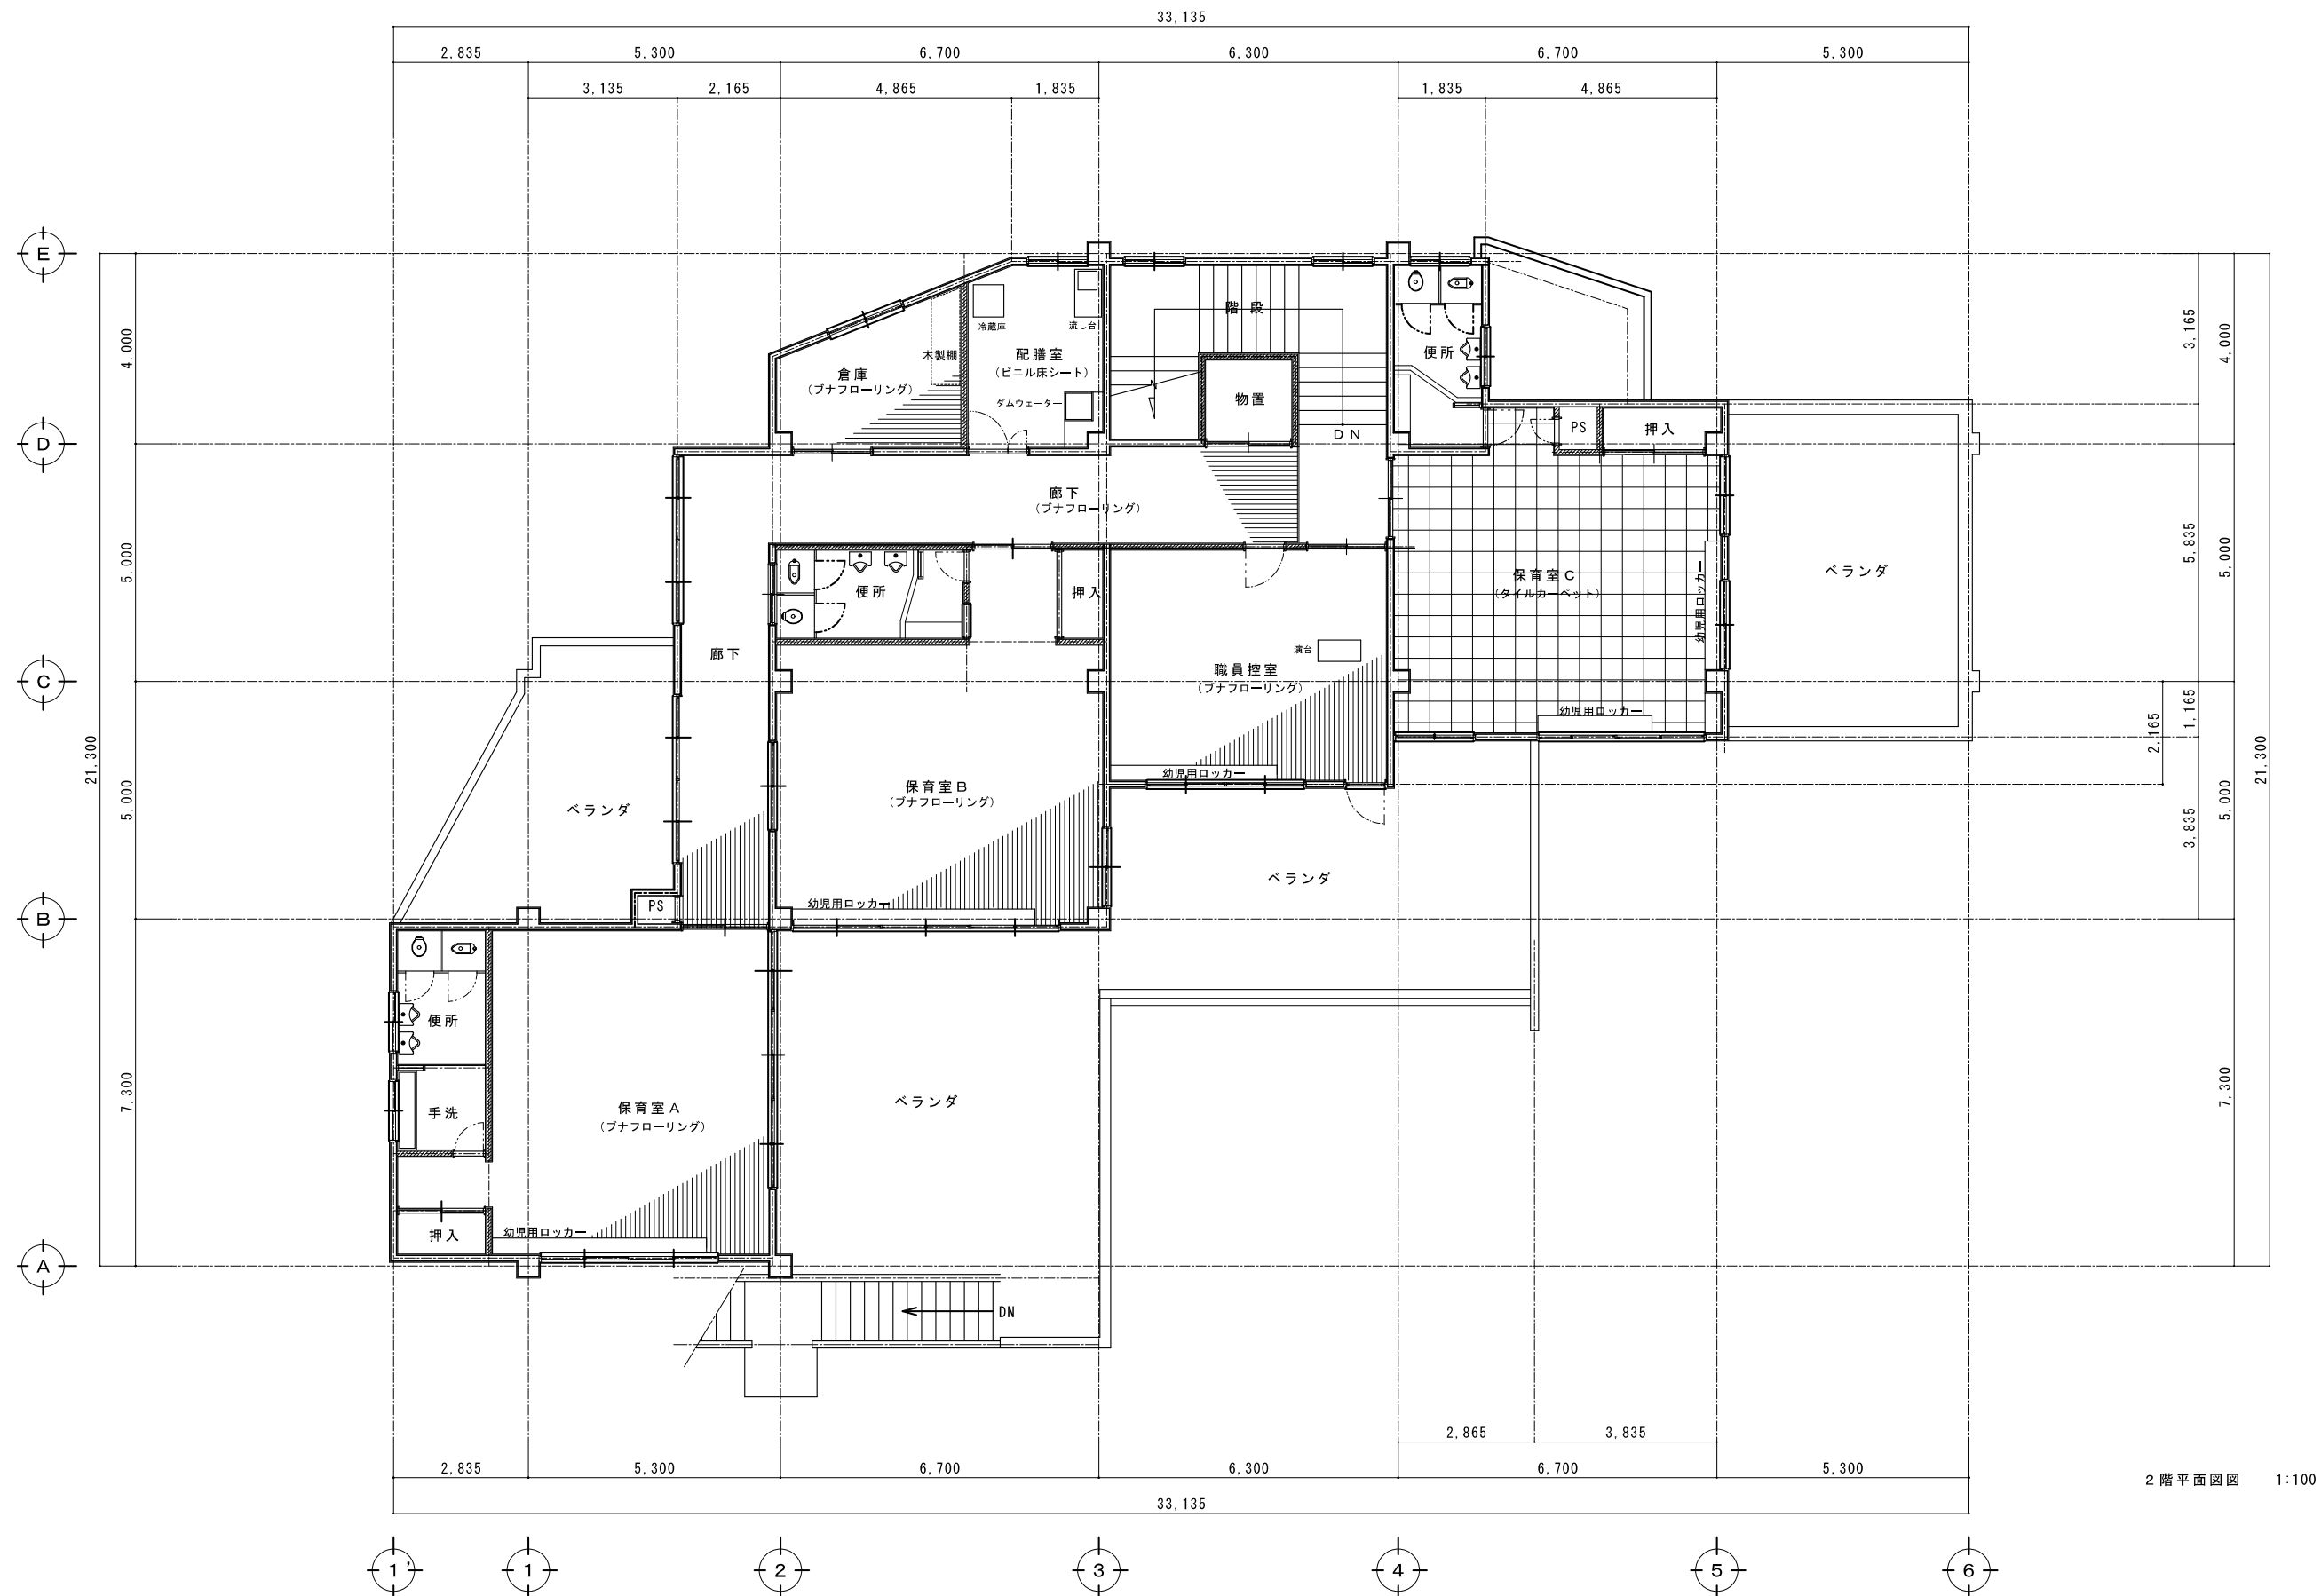 33,135
2,835
5,300
6,700
6,300
6,700
5,300
3,135
2,165
4,865
1,835
1,835
4,865
E
D
C
B
A
21,300
4,000
5,000
5,000
7,300
3,165
4,000
5,835
5,000
1,165
2,165
21,300
3,835
5,000
7,300
冷蔵庫
流し台
階段
木製棚
配膳室
(ビニル床シート)
倉庫
(ブナフローリング)
ダムウェーター
物置
便所
DN
PS
押入
廊下
(ブナフローリング)
便所
押入
保育室C
(タイルカーペット)
幼児用ロッカー
ベランダ
廊下
演台
職員控室
(ブナフローリング)
幼児用ロッカー
幼児用ロッカー
保育室B
(ブナフローリング)
ベランダ
ベランダ
幼児用ロッカー
PS
便所
手洗
保育室A
(ブナフローリング)
ベランダ
押入
幼児用ロッカー
DN
2,865
3,835
2,835
5,300
6,700
6,300
6,700
5,300
33,135
2階平面図図 1:100
1'
1
2
3
4
5
6